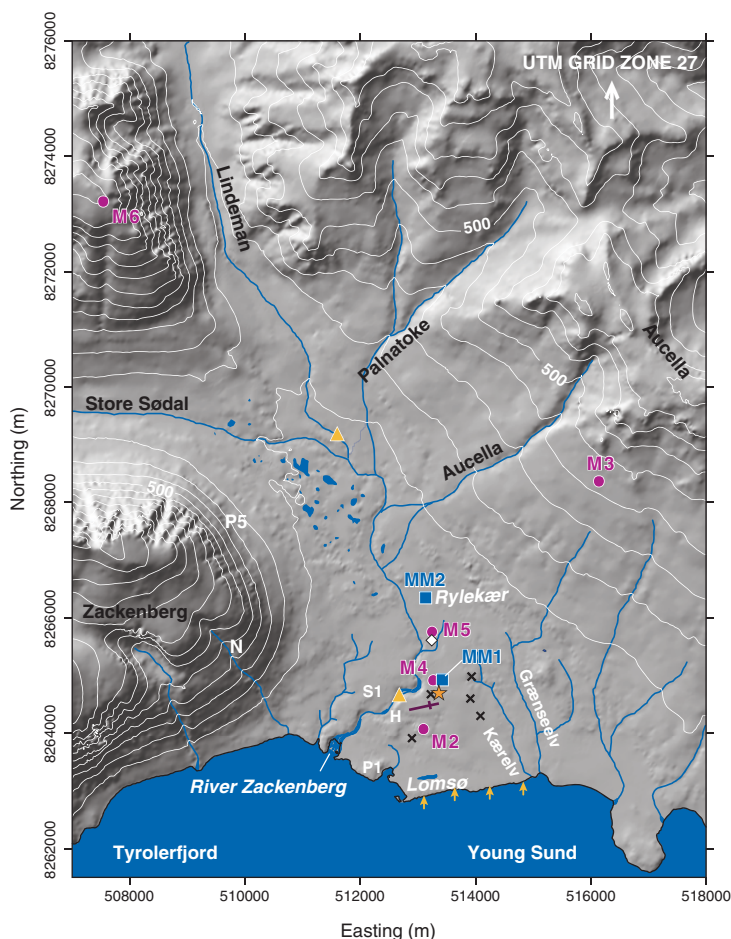 8276000
8274000
8272000
8270000
8268000
8266000
8264000
8262000
Northing (m)
UTM GRID ZONE 27
Lindeman
M6
500
Palnatoke
Aucella
500
Store Sødal
Aucella
M3
500
P5
MM2
Rylekær
Zackenberg
N
M5
M4
MM1
S1
H
M2
Grænseelv
Kærelv
P1
River Zackenberg
Lomsø
Tyrolerfjord
Young Sund
508000
510000
512000
514000
516000
518000
Easting (m)